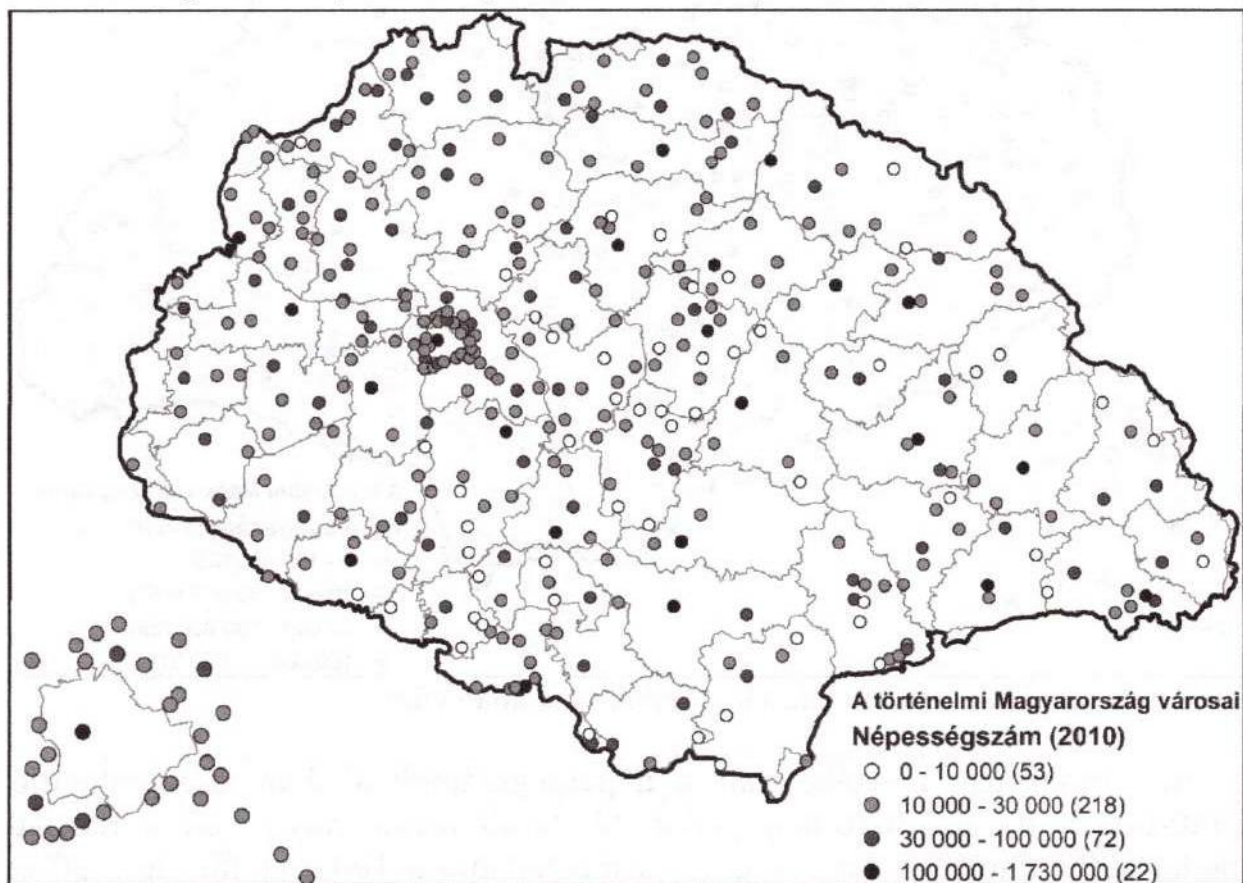 A történelmi Magyarország városai
Népességszám (2010)
0 - 10 000 (53)
10 000 - 30 000 (218)
30 000 - 100 000 (72)
100 000 - 1 730 000 (22)